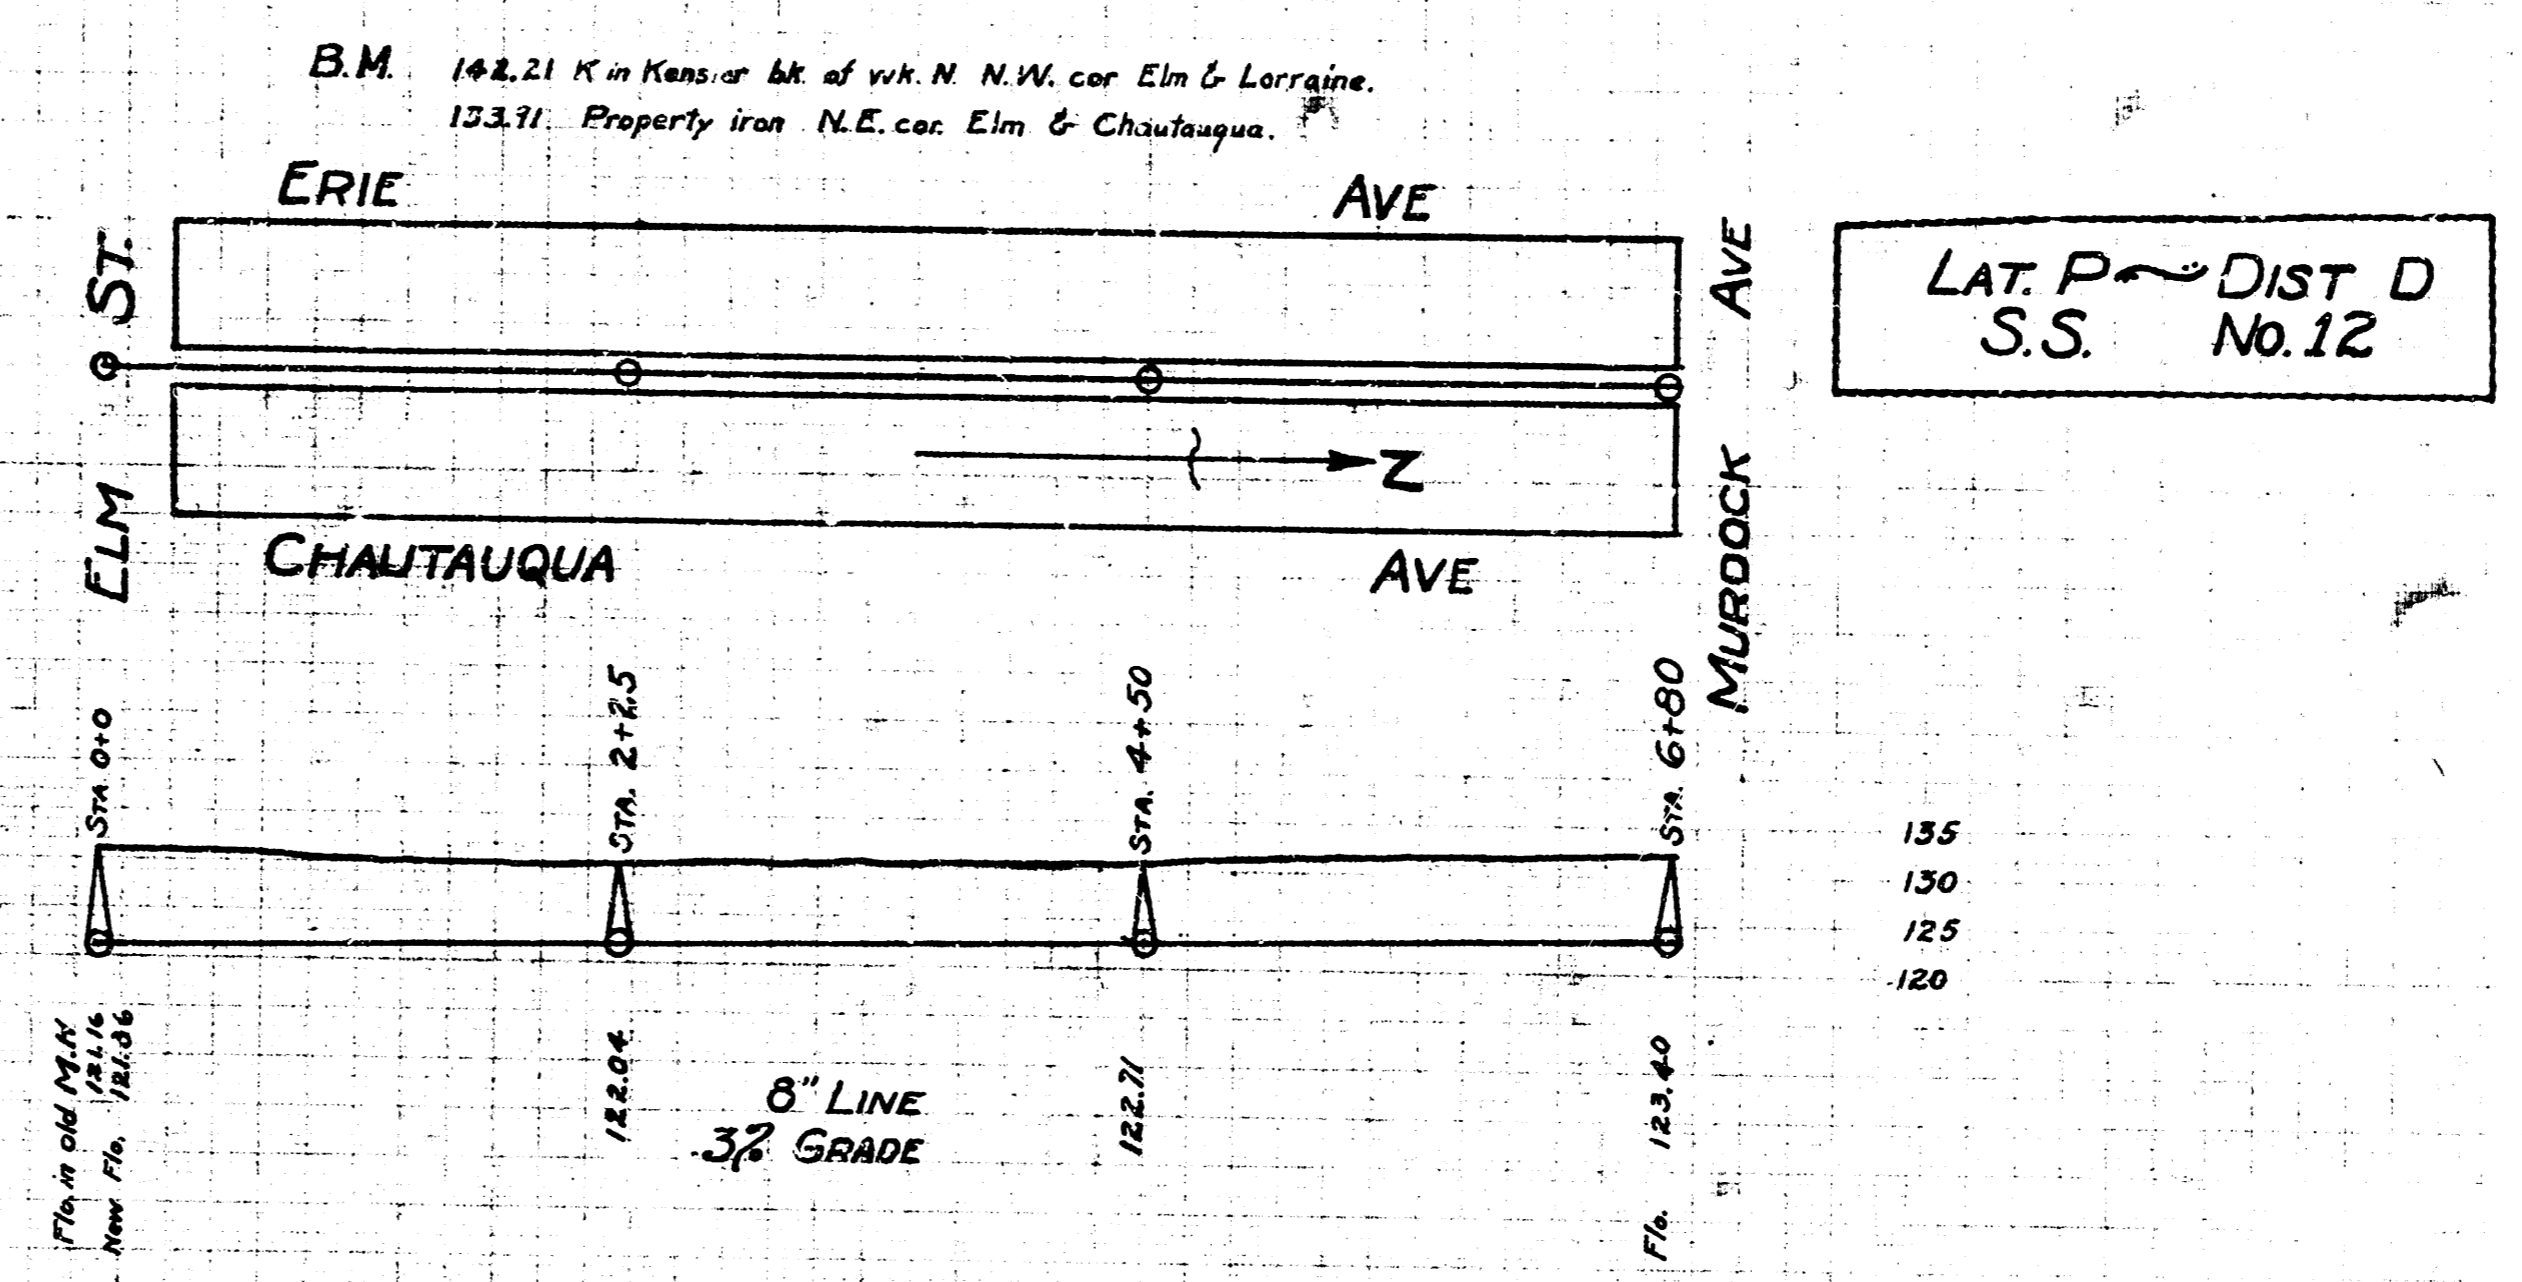 B.M. 142.21 K in Kens. or bk. of wk. N. N.W. cor Elm & Lorraine.
133.91. Property iron N.E. cor. Elm & Chautauqua.
ERIE AVE
ELM ST.
MURDOCK AVE
LAT. P~DIST D
S.S. No. 12
Z
CHAUTAUQUA AVE
STA 0+0
STA. 2+25
STA. 4+50
STA. 6+80
135
130
125
120
Flo. in old M.H 121.16
New Flo. 121.36
122.04
8" LINE
.3% GRADE
122.71
Flo. 123.40